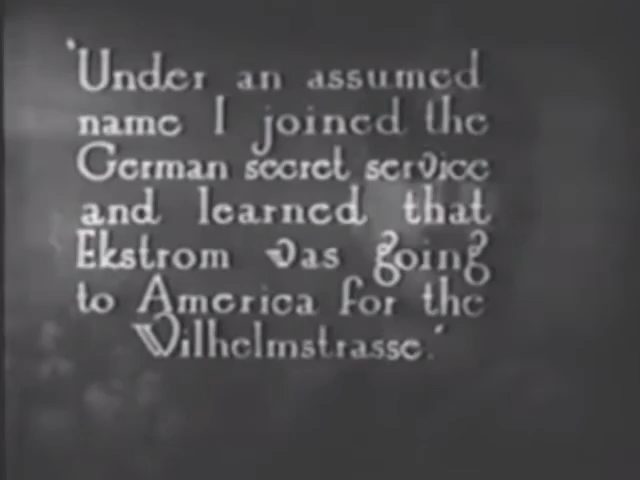 "Under an assumed
name I joined the
German secret service
and learned that
Ekstrom was going
to America for the
Wilhelmstrasse."